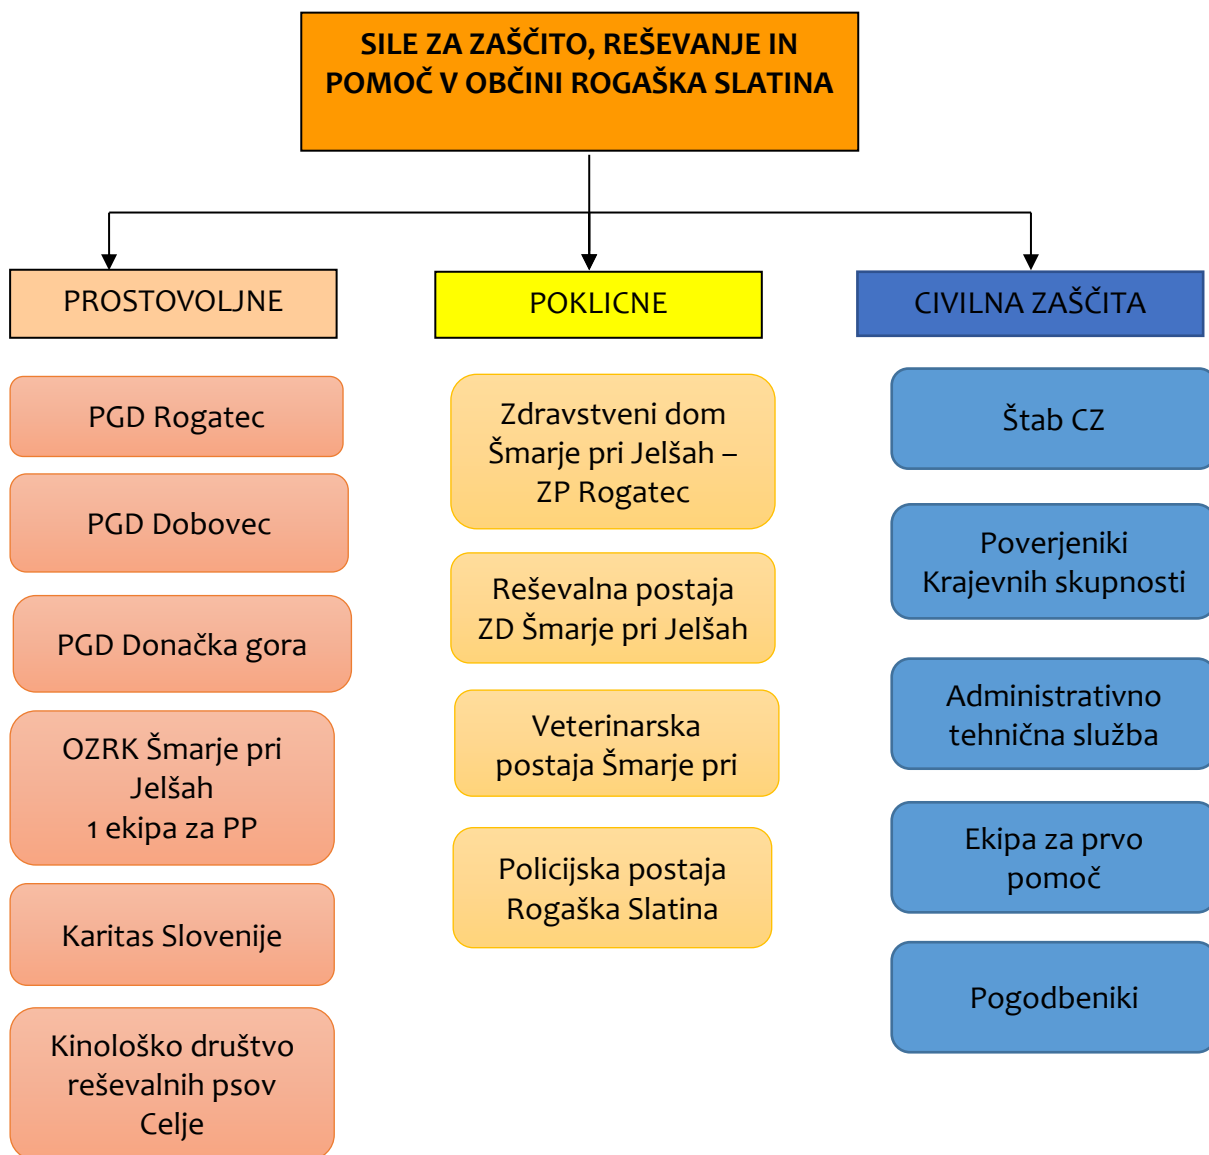 SILE ZA ZAŠČITO, REŠEVANJE IN
POMOČ V OBČINI ROGAŠKA SLATINA
PROSTOVOLJNE
PGD Rogatec
PGD Dobovec
PGD Donačka gora
OZRK Šmarje pri
Jelšah
1 ekipa za PP
Karitas Slovenije
Kinološko društvo
reševalnih psov
Celje
POKLICNE
Zdravstveni dom
Šmarje pri Jelšah –
ZP Rogatec
Reševalna postaja
ZD Šmarje pri Jelšah
Veterinarska
postaja Šmarje pri
Policijska postaja
Rogaška Slatina
CIVILNA ZAŠČITA
Štab CZ
Poverjeniki
Krajevnih skupnosti
Administrativno
tehnična služba
Ekipa za prvo
pomoč
Pogodbeniki